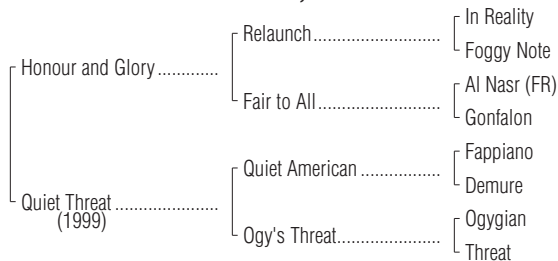 In Reality
Relaunch
Foggy Note
Honour and Glory
Al Nasr (FR)
Fair to All
Gonfalon
Fappiano
Quiet American
Demure
Quiet Threat
(1999)
Ogygian
Ogy's Threat
Threat